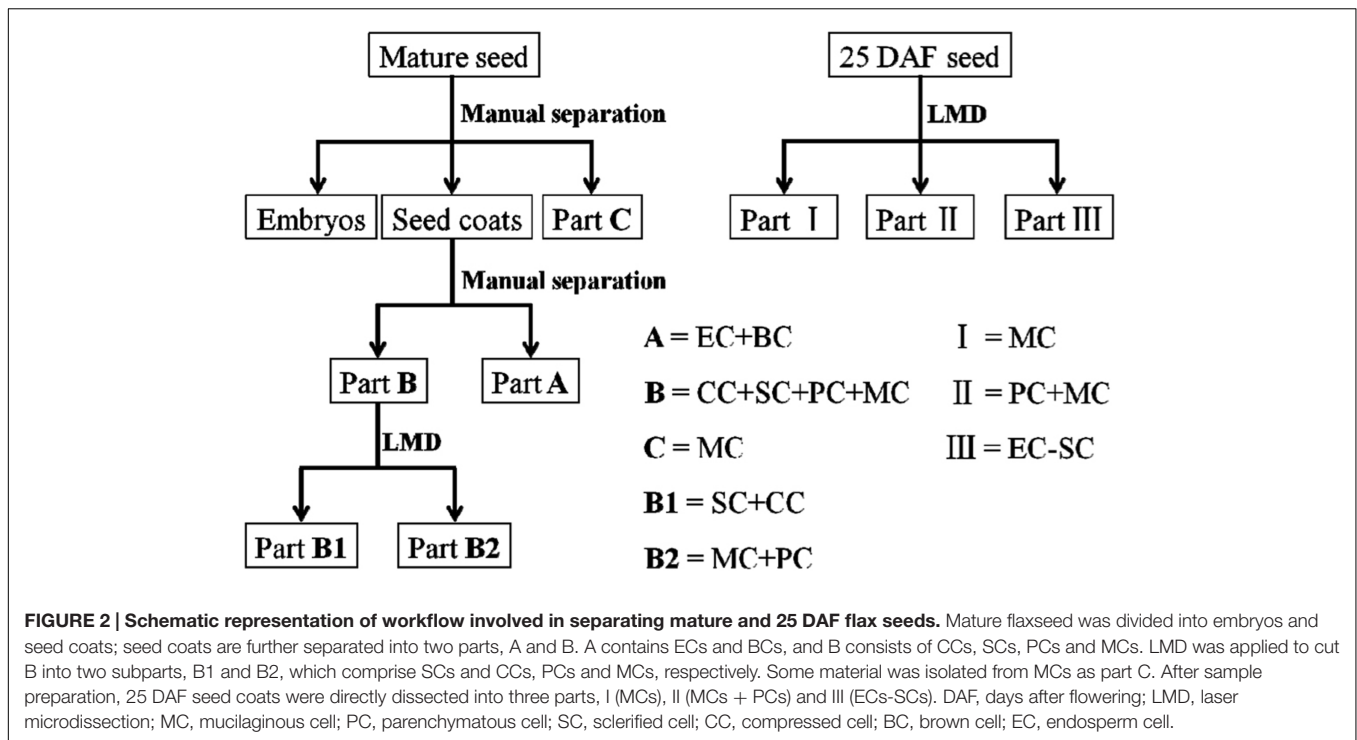 Mature seed
25 DAF seed
Manual separation
LMD
Embryos
Seed coats
Part C
Part Ⅰ
Part Ⅱ
Part Ⅲ
Manual separation
Part B
Part A
LMD
Part B1
Part B2
A = EC+BC
B = CC+SC+PC+MC
C = MC
B1 = SC+CC
B2 = MC+PC
Ⅰ = MC
Ⅱ = PC+MC
Ⅲ = EC-SC
FIGURE 2 | Schematic representation of workflow involved in separating mature and 25 DAF flax seeds. Mature flaxseed was divided into embryos and
seed coats; seed coats are further separated into two parts, A and B. A contains ECs and BCs, and B consists of CCs, SCs, PCs and MCs. LMD was applied to cut
B into two subparts, B1 and B2, which comprise SCs and CCs, PCs and MCs, respectively. Some material was isolated from MCs as part C. After sample
preparation, 25 DAF seed coats were directly dissected into three parts, I (MCs), II (MCs + PCs) and III (ECs-SCs). DAF, days after flowering; LMD, laser
microdissection; MC, mucilaginous cell; PC, parenchymatous cell; SC, sclerified cell; CC, compressed cell; BC, brown cell; EC, endosperm cell.